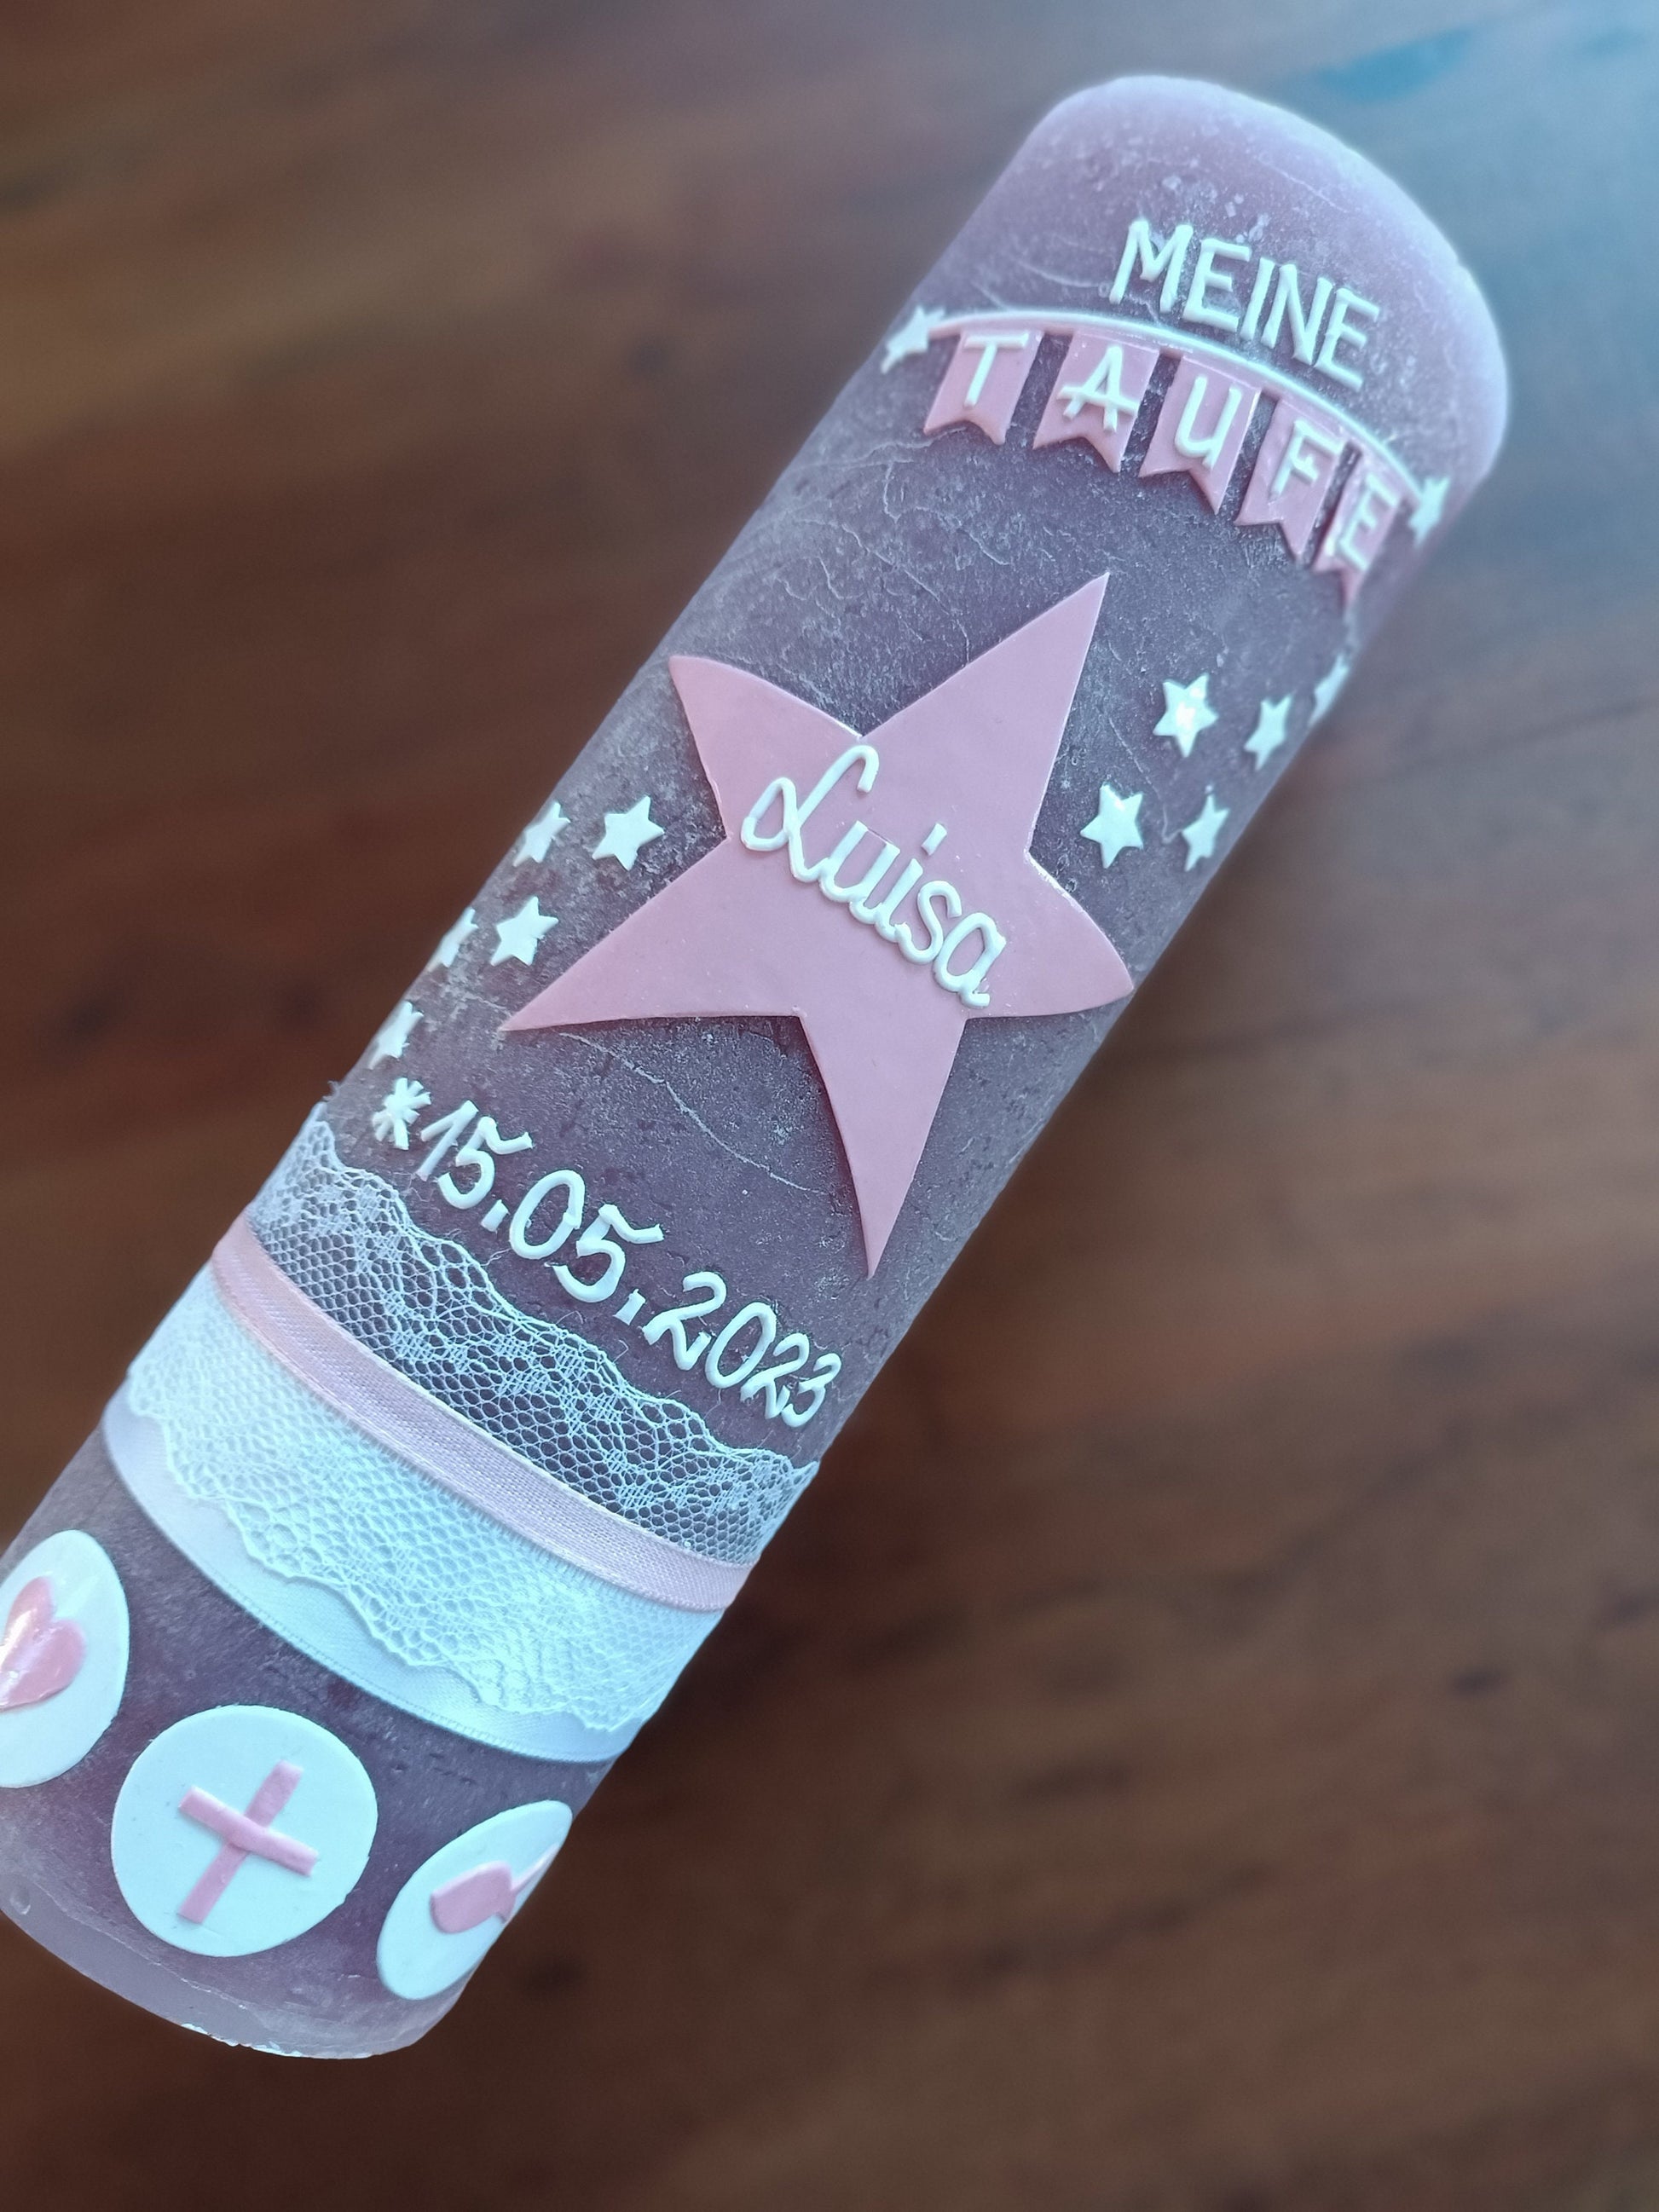 MEINE
TAUFE
Luisa
*15.05.2023